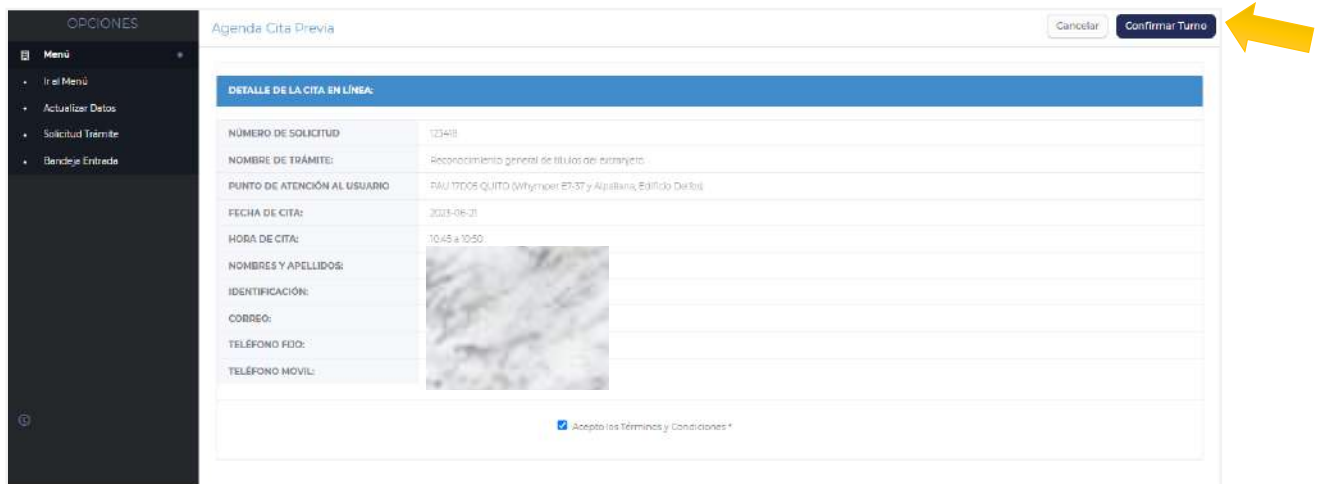 OPCIONES
Menú
Ir al Menú
Actualizar Datos
Solicitud Trámite
Bandeja Entrada
Agenda Cita Previa
Cancelar
Confirmar Turno
DETALLE DE LA CITA EN LÍNEA:
NÚMERO DE SOLICITUD 123418
NOMBRE DE TRÁMITE: Reconocimiento general de títulos del extranjero.
PUNTO DE ATENCIÓN AL USUARIO PAU 17D05 QUITO (Whymper E7-37 y Alpallana, Edificio Delfos)
FECHA DE CITA: 2023-06-21
HORA DE CITA: 10:45 a 10:50
NOMBRES Y APELLIDOS:
IDENTIFICACIÓN:
CORREO:
TELÉFONO FIJO:
TELÉFONO MOVIL:
Acepto los Términos y Condiciones *